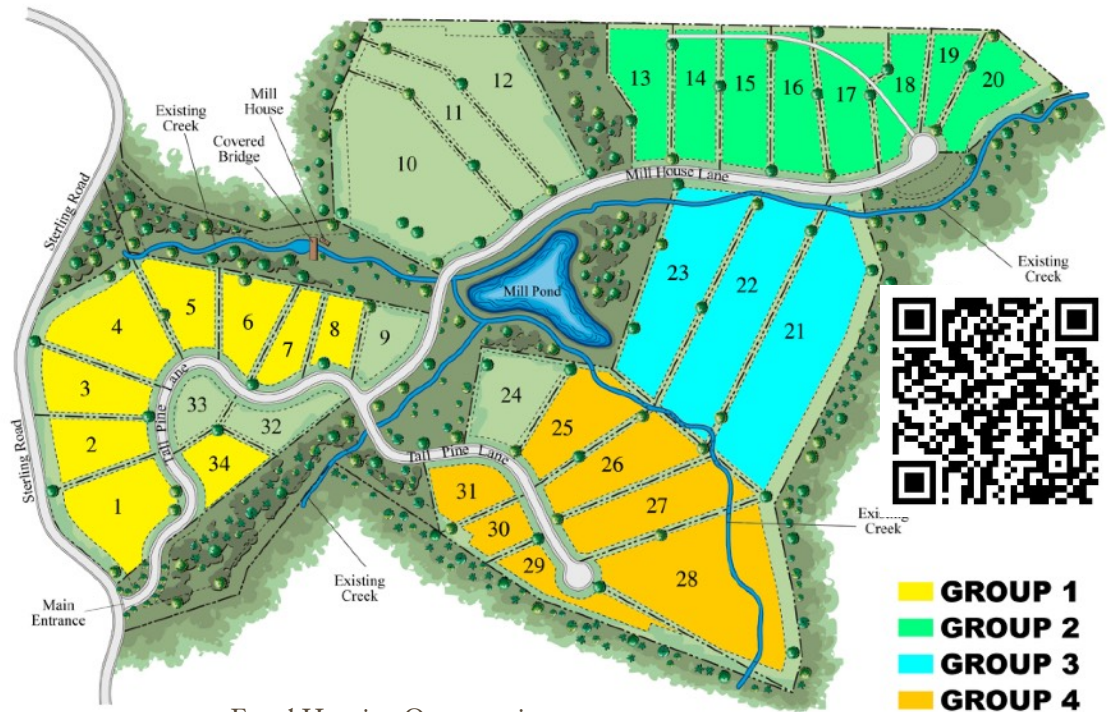 12
19
13
14
15
16
17
18
20
Mill
House
Existing
Creek
Covered
Bridge
11
10
Mill House Lane
Sterling Road
Existing
Creek
Mill Pond
23
22
21
4
5
6
7
8
9
3
33
32
Tall Pine Lane
2
34
1
Sterling Road
24
25
26
Tall Pine Lane
31
30
27
29
28
Creek
Existing
Creek
Main
Entrance
GROUP 1
GROUP 2
GROUP 3
GROUP 4